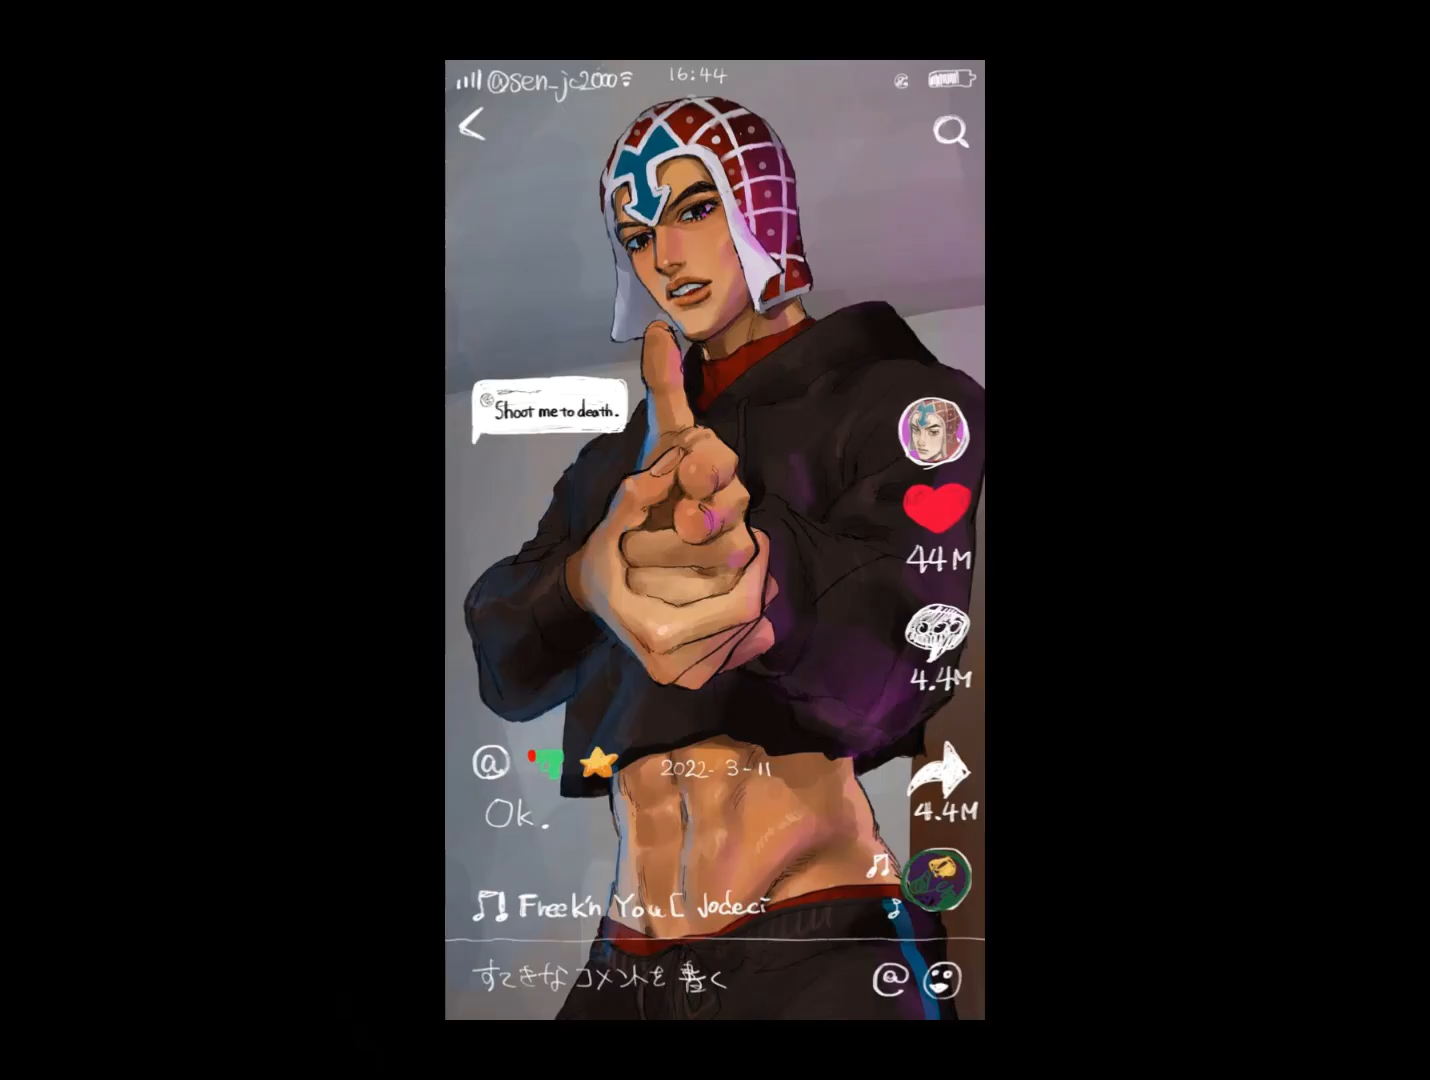 @sen_jc2000
16:44
Shoot me to death.
44M
4.4M
@ 2022-3-11
4.4M
Ok.
Freek'n You [ Jodeci
すてきなコメントを書く
@